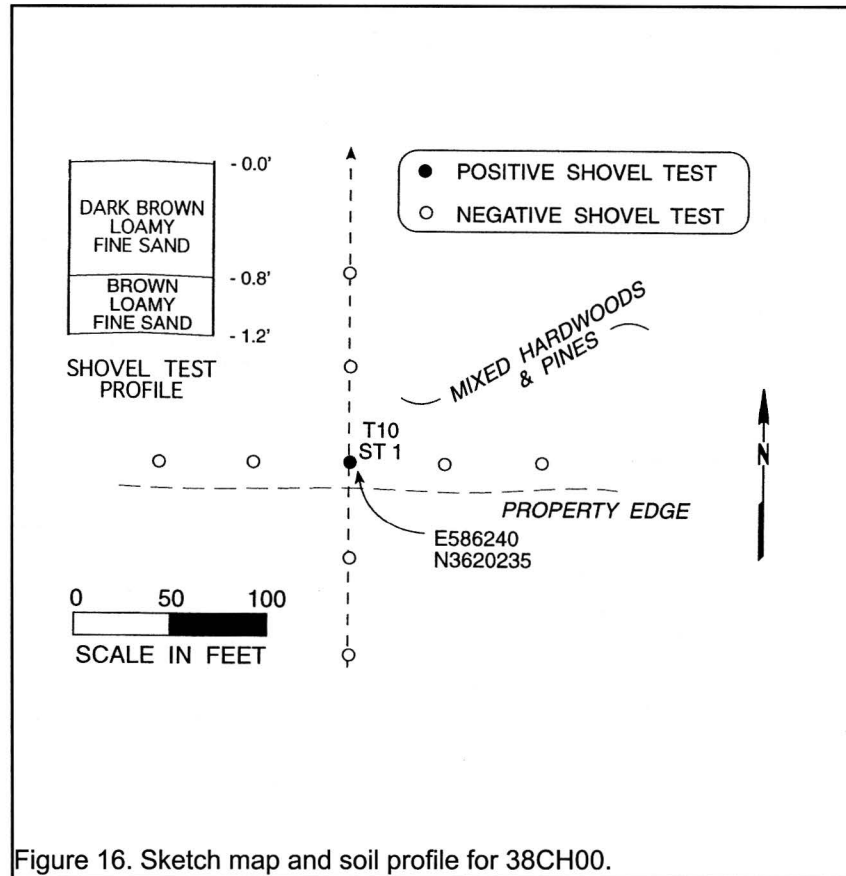 - 0.0'
DARK BROWN
LOAMY
FINE SAND
- 0.8'
BROWN
LOAMY
FINE SAND
- 1.2'
SHOVEL TEST
PROFILE
POSITIVE SHOVEL TEST
NEGATIVE SHOVEL TEST
MIXED HARDWOODS
& PINES
T10
ST 1
N
PROPERTY EDGE
E586240
N3620235
0 50 100
SCALE IN FEET
Figure 16. Sketch map and soil profile for 38CH00.